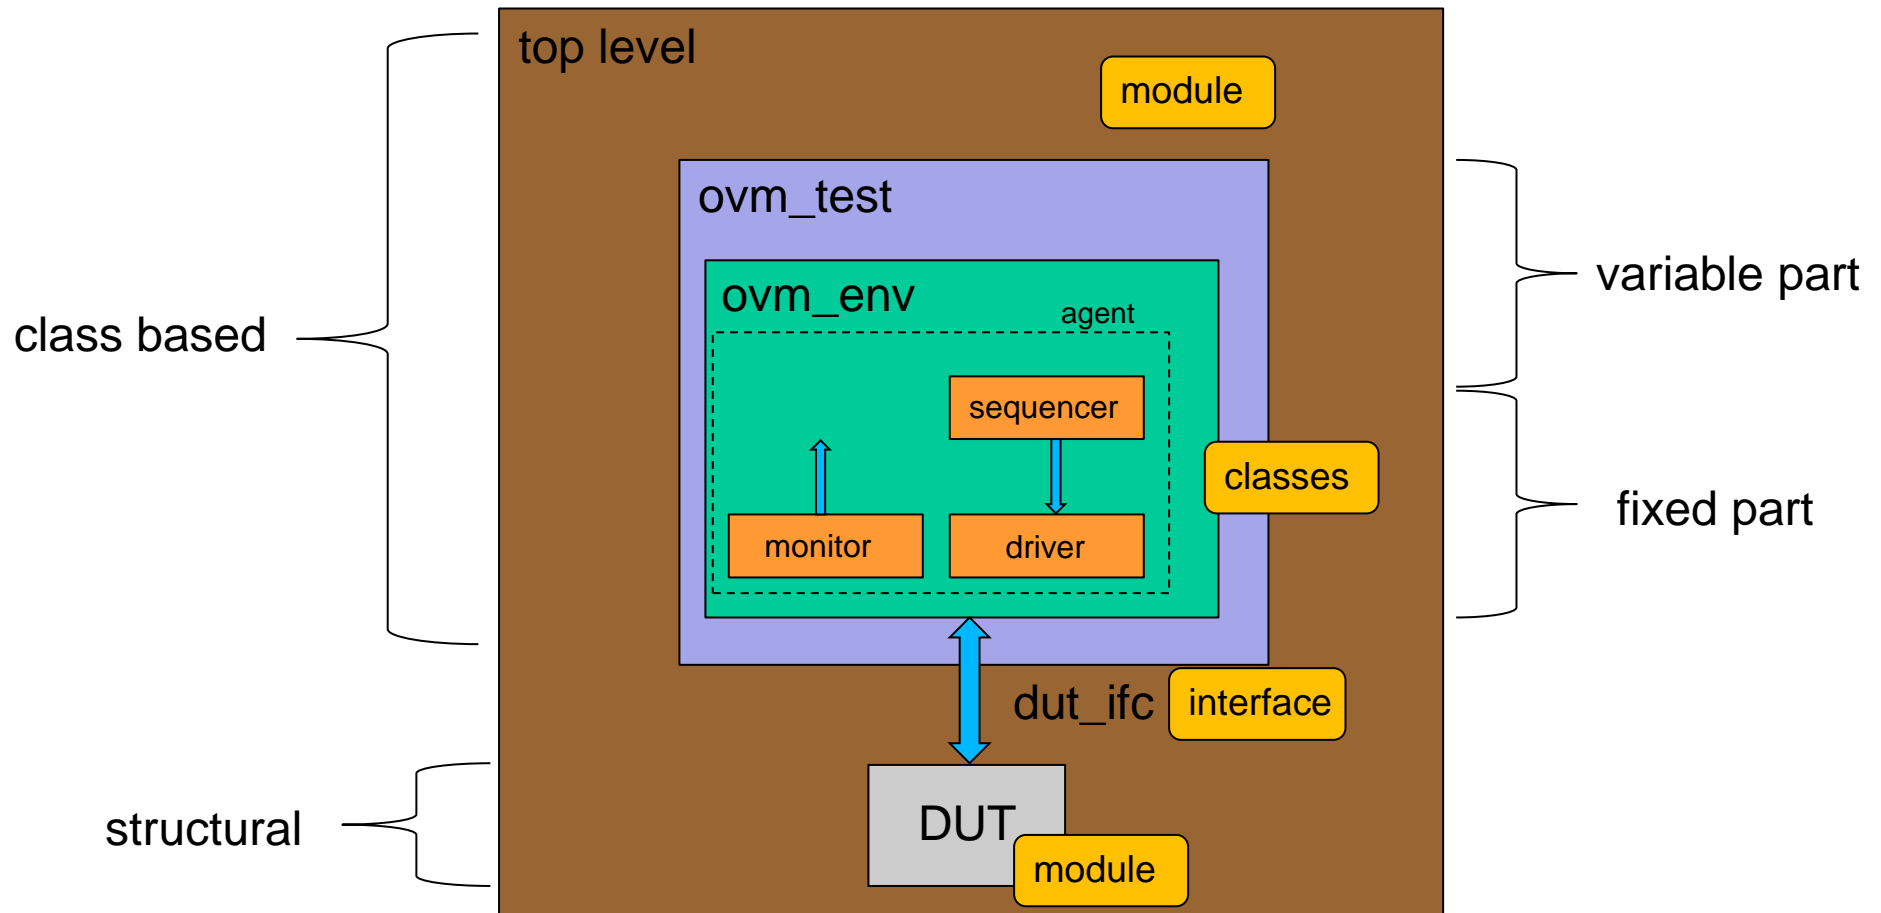 top level
module
ovm_test
variable part
ovm_env
agent
class based
sequencer
classes
fixed part
monitor
driver
dut_ifc
interface
structural
DUT
module